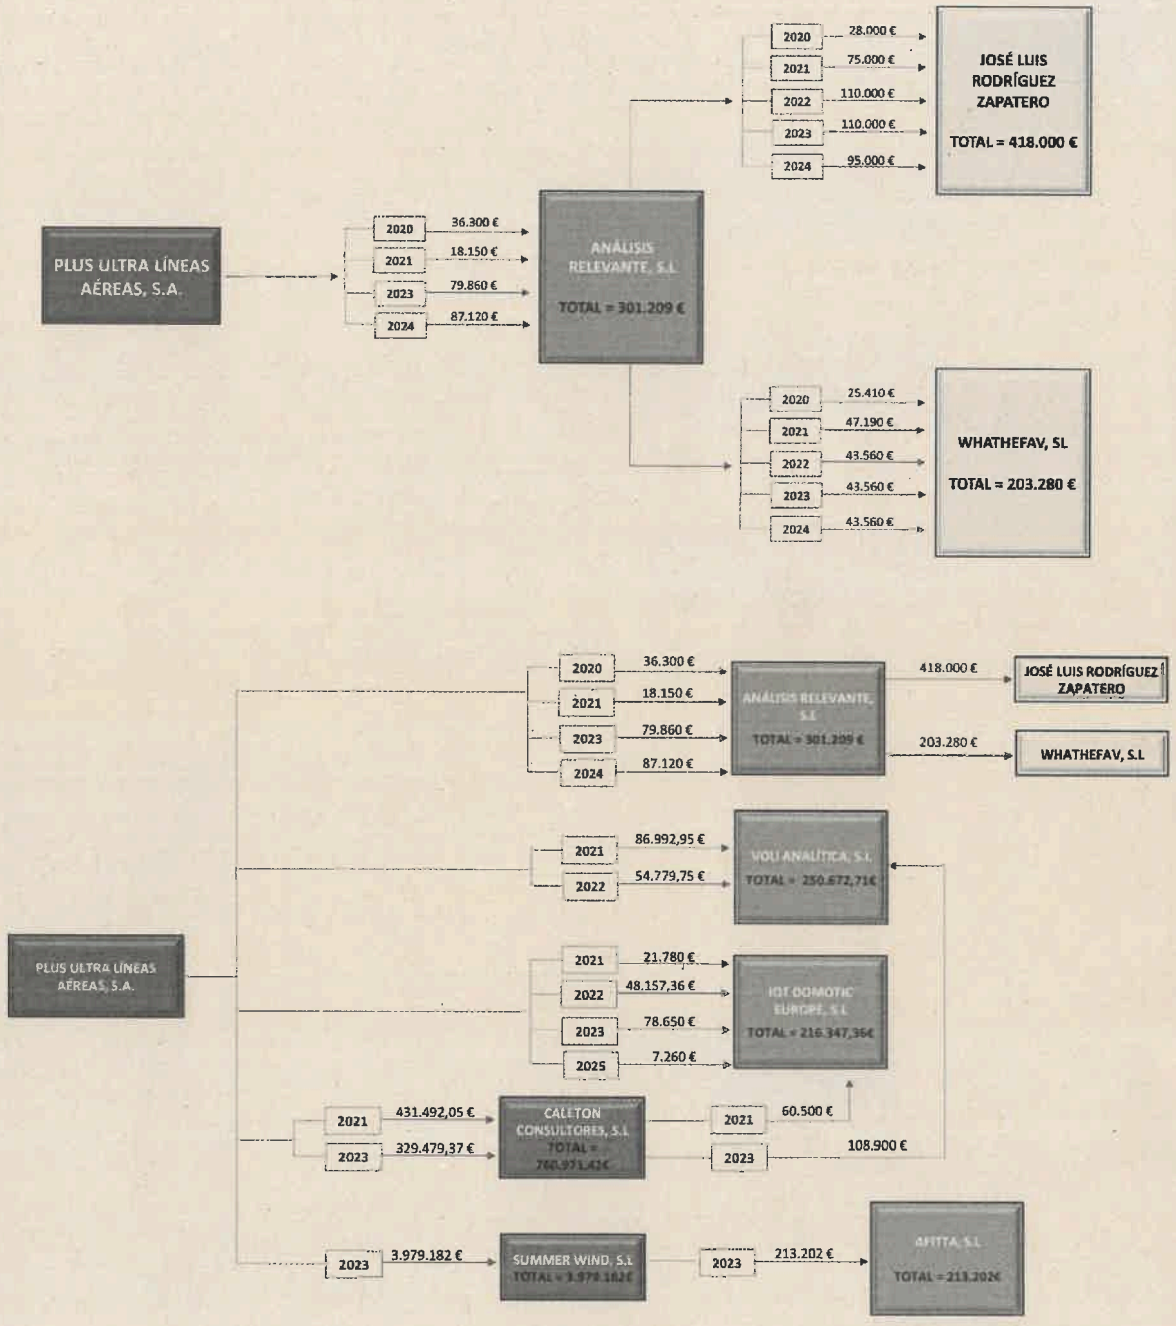 PLUS ULTRA LÍNEAS
AÉREAS, S.A.
2020 36.300 €
2021 18.150 €
2023 79.860 €
2024 87.120 €
ANÁLISIS
RELEVANTE, S.L
TOTAL = 301.209 €
2020 28.000 €
2021 75.000 €
2022 110.000 €
2023 110.000 €
2024 95.000 €
JOSÉ LUIS
RODRÍGUEZ
ZAPATERO
TOTAL = 418.000 €
2020 25.410 €
2021 47.190 €
2022 43.560 €
2023 43.560 €
2024 43.560 €
WHATHEFAV, SL
TOTAL = 203.280 €
PLUS ULTRA LÍNEAS
AÉREAS, S.A.
2020 36.300 €
2021 18.150 €
2023 79.860 €
2024 87.120 €
ANÁLISIS RELEVANTE,
S.L
TOTAL = 301.209 €
418.000 €
JOSÉ LUIS RODRÍGUEZ
ZAPATERO
203.280 €
WHATHEFAV, S.L
2021 86.992,95 €
2022 54.779,75 €
VOLI ANALÍTICA, S.L
TOTAL = 250.672,71€
2021 21.780 €
2022 48.157,36 €
2023 78.650 €
2025 7.260 €
IOT DOMOTIC
EUROPE, S.L
TOTAL = 216.347,36€
2021 431.492,05 €
2023 329.479,37 €
CALETON
CONSULTORES, S.L
TOTAL =
760.971,42€
2021 60.500 €
2023 108.900 €
2023 3.979.182 €
SUMMER WIND, S.L
TOTAL = 3.979.182€
2023 213.202 €
AFITTA, S.L
TOTAL = 213.202€